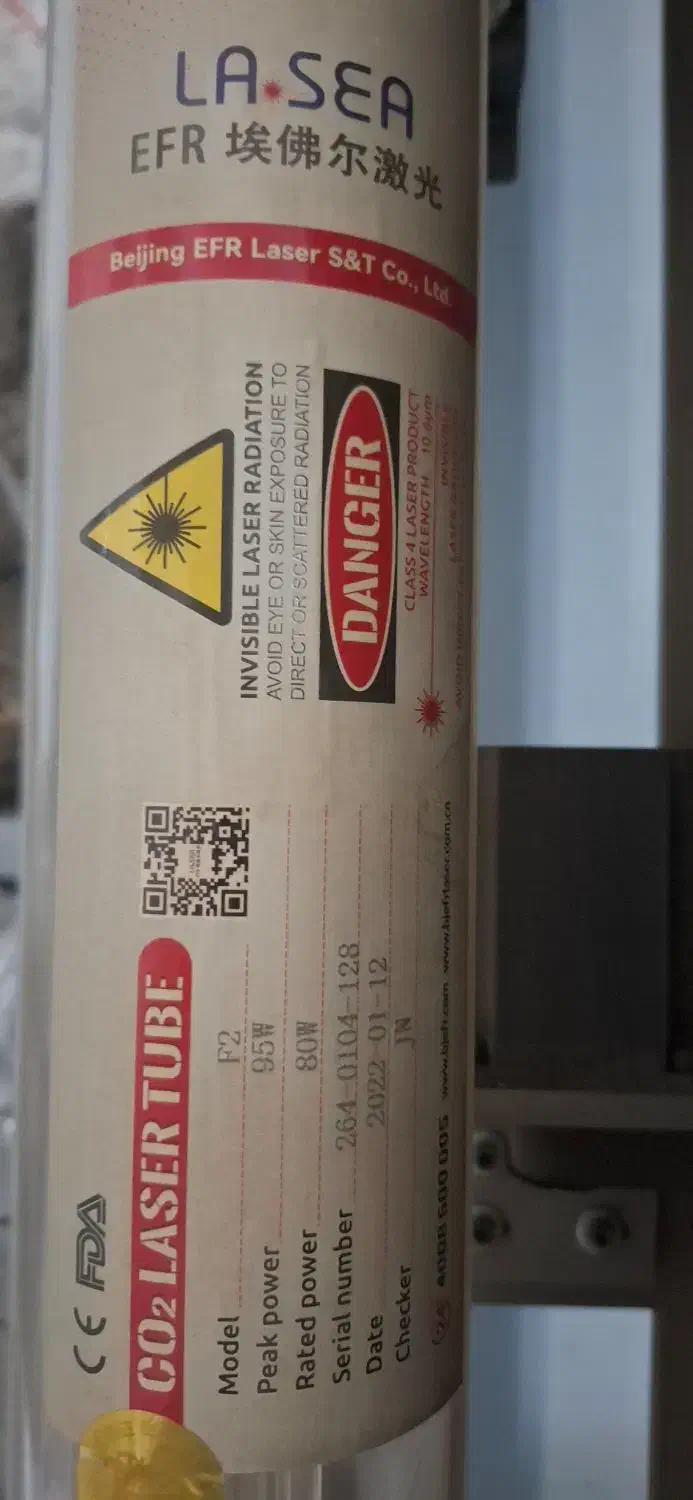 LA SEA
EFR 埃佛尔激光
Beijing EFR Laser S&T Co., Ltd.
INVISIBLE LASER RADIATION
AVOID EYE OR SKIN EXPOSURE TO
DIRECT OR SCATTERED RADIATION
DANGER
CLASS 4 LASER PRODUCT
WAVELENGTH 10.6μm
INVISIBLE
CE FDA
CO2 LASER TUBE
Model F2
Peak power 95W
Rated power 80W
Serial number 264-0104-128
Date 2022-01-12
Checker JN
4008 600 005 www.bjefr.com www.bjefrlaser.com.cn